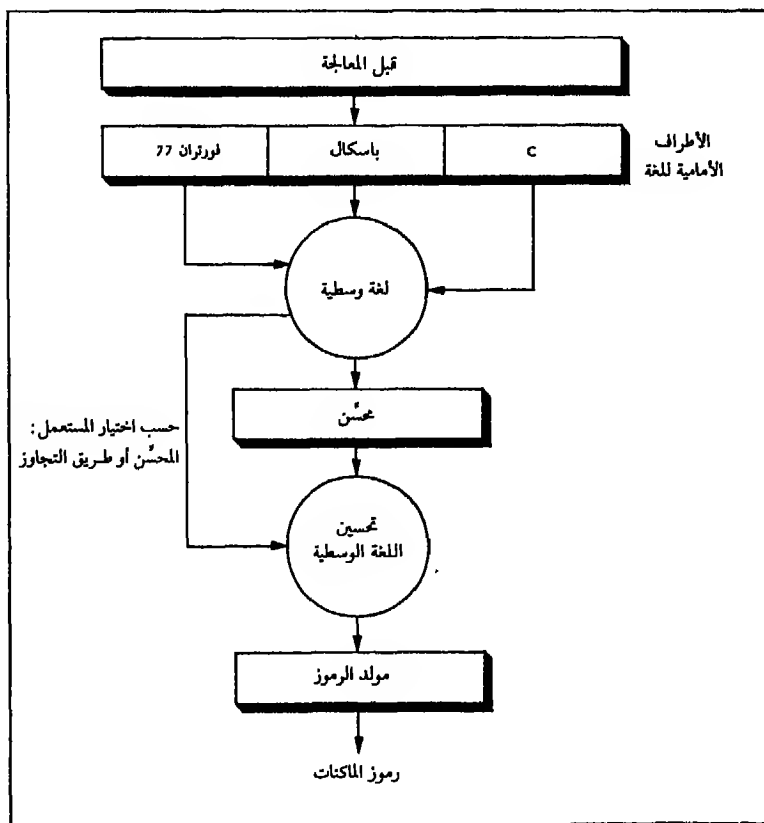 قبل المعالجة
C
باسكال
فورتران 77
الأطراف
الأمامية للغة
لغة وسطية
محسِّن
حسب اختيار المستعمل:
المحسِّن أو طريق التجاوز
تحسين
اللغة الوسطية
مولد الرموز
رموز الماكنات